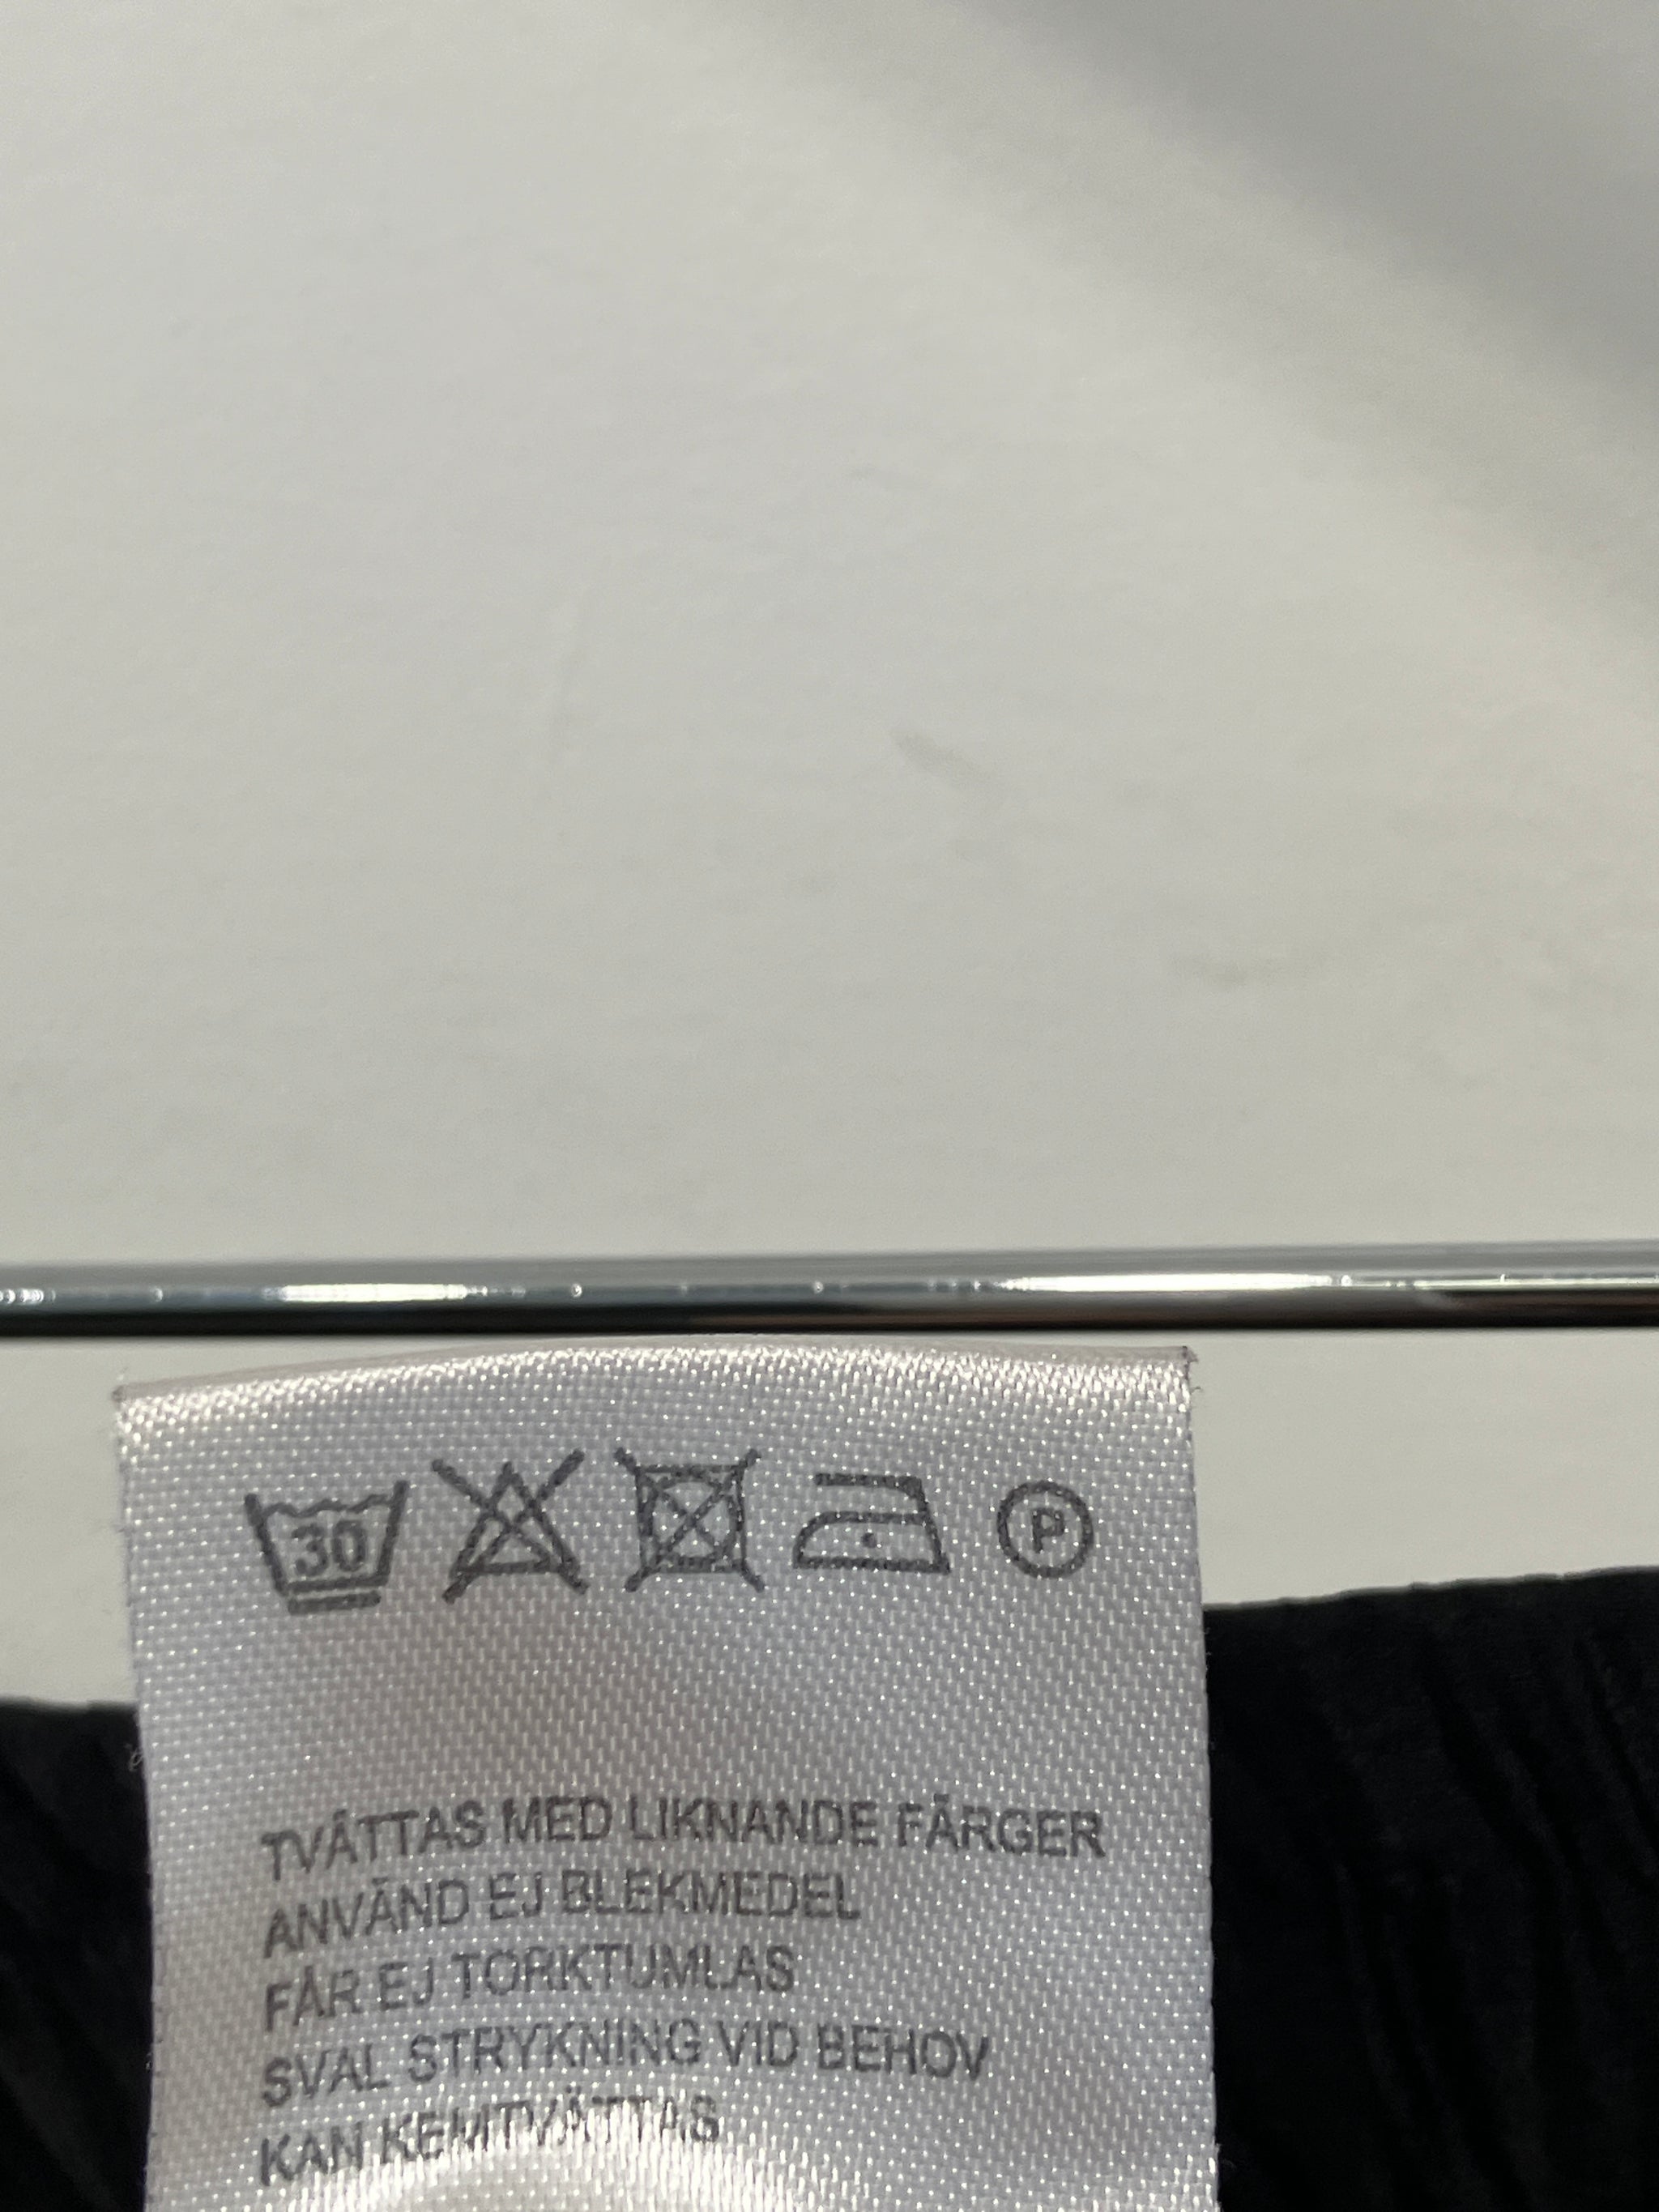 30 P
TVÄTTAS MED LIKNANDE FÄRGER
ANVÄND EJ BLEKMEDEL
FÅR EJ TORKTUMLAS
SVAL STRYKNING VID BEHOV
KAN KEMTVÄTTAS